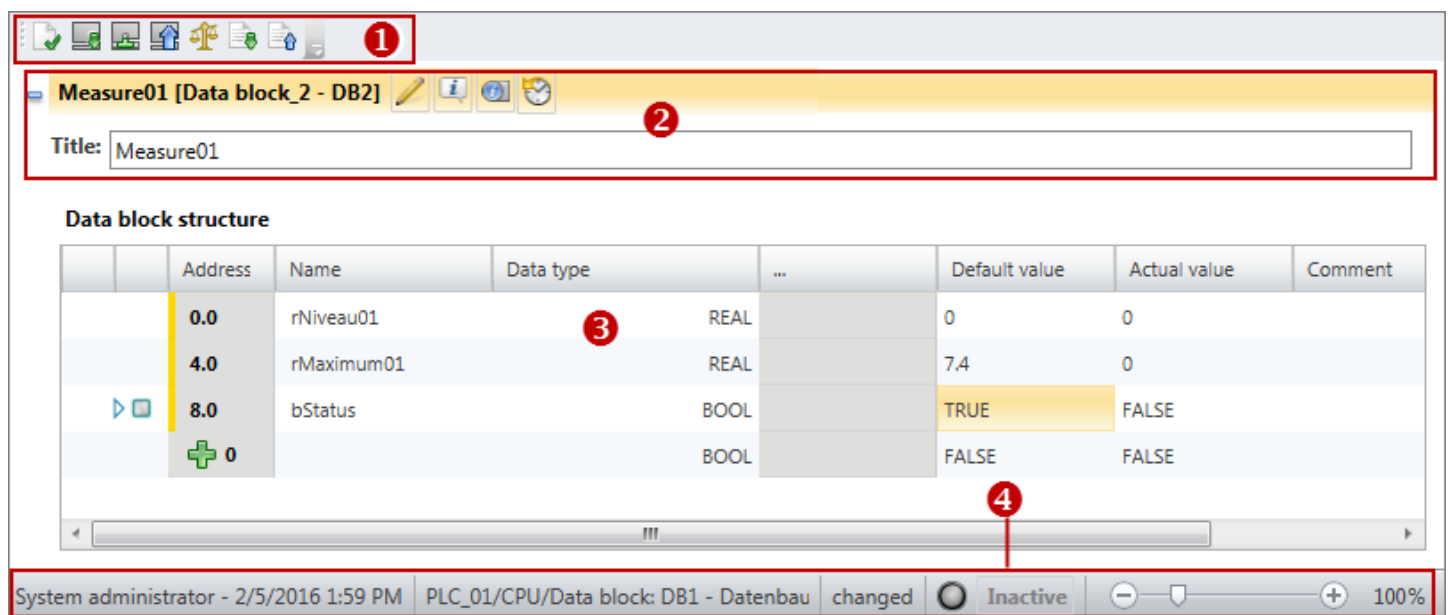 1
Measure01 [Data block_2 - DB2]
2
Title: Measure01
Data block structure
Address Name Data type ... Default value Actual value Comment
0.0 rNiveau01 REAL 0 0
3
4.0 rMaximum01 REAL 7.4 0
8.0 bStatus BOOL TRUE FALSE
0 BOOL FALSE FALSE
4
System administrator - 2/5/2016 1:59 PM PLC_01/CPU/Data block: DB1 - Datenbau changed Inactive 100%